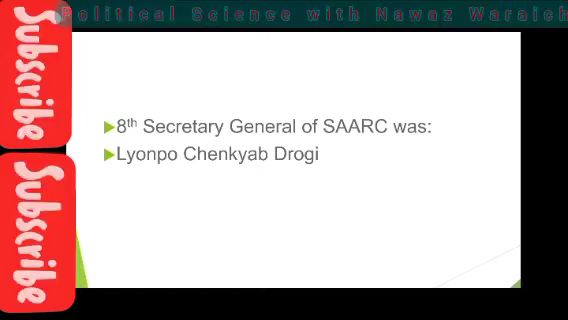 Political Science with Nawaz Waraich
Subscribe
8th Secretary General of SAARC was:
Lyonpo Chenkyab Drogi
Subscribe